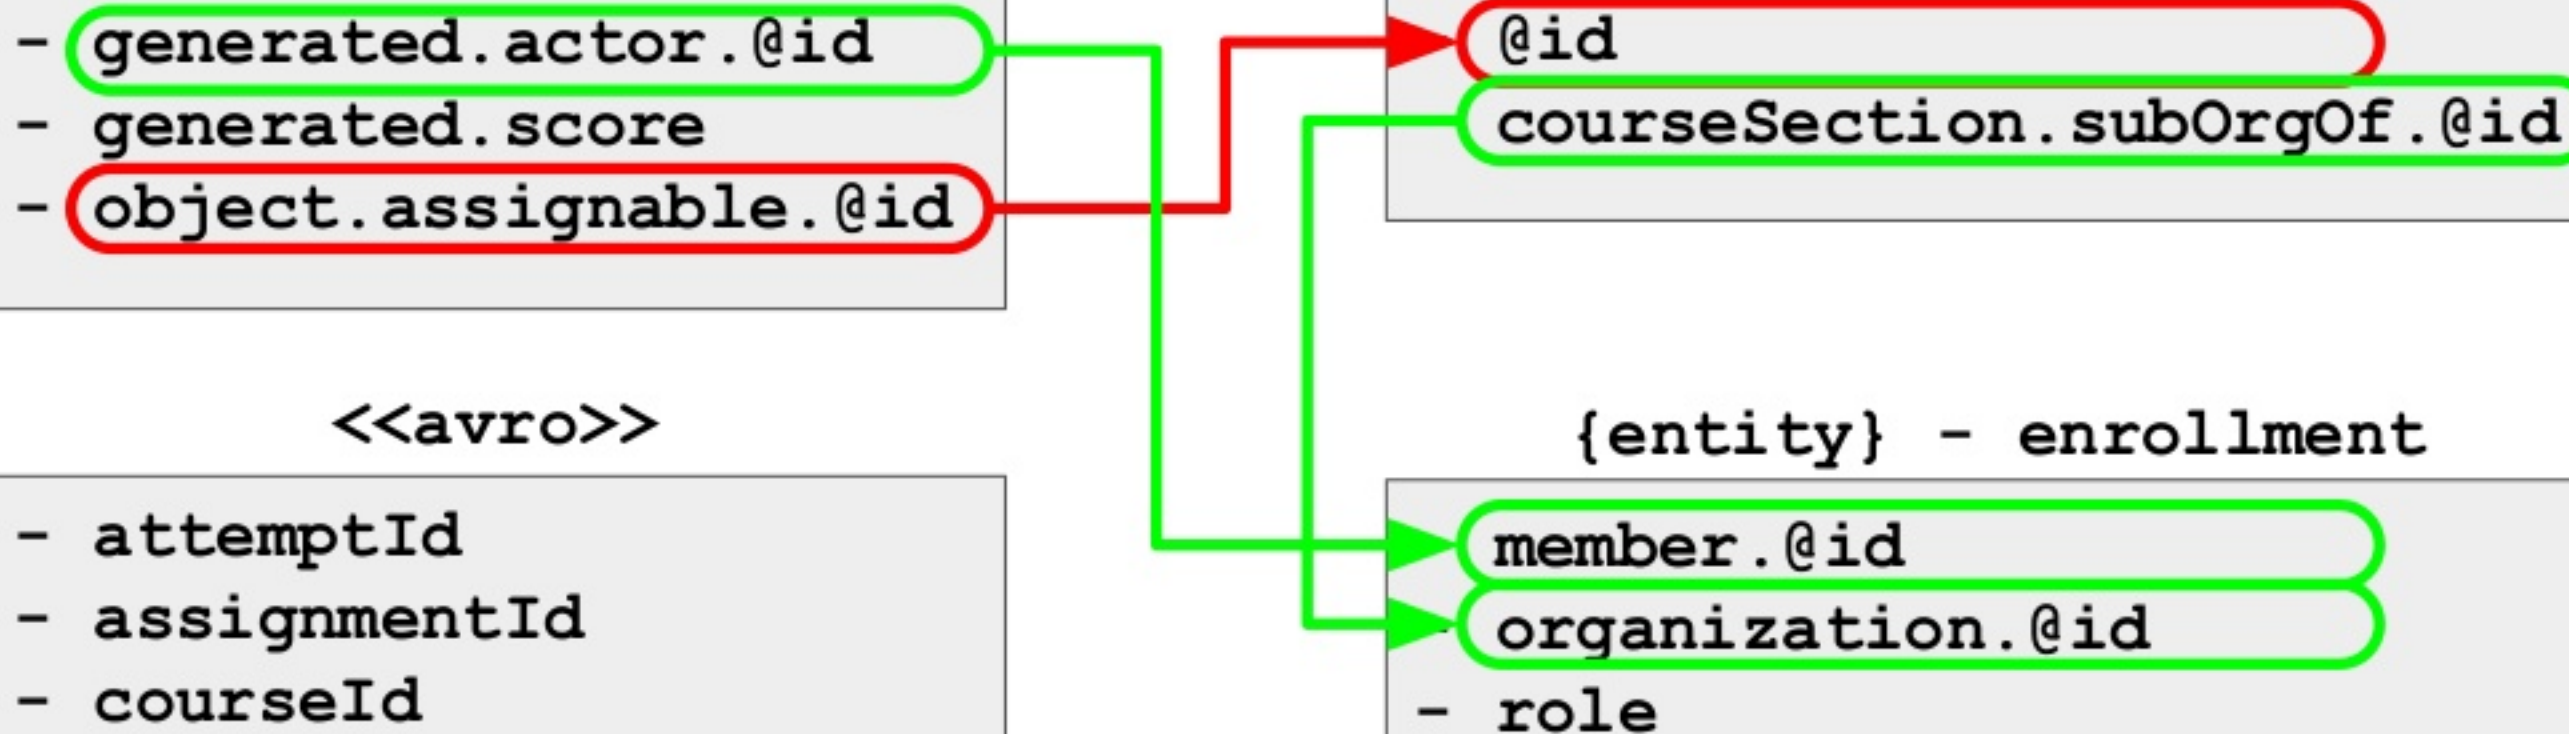 - generated.actor.@id
- generated.score
- object.assignable.@id
@id
courseSection.subOrgOf.@id
<<avro>>
- attemptId
- assignmentId
- courseId
{entity} - enrollment
member.@id
- organization.@id
- role